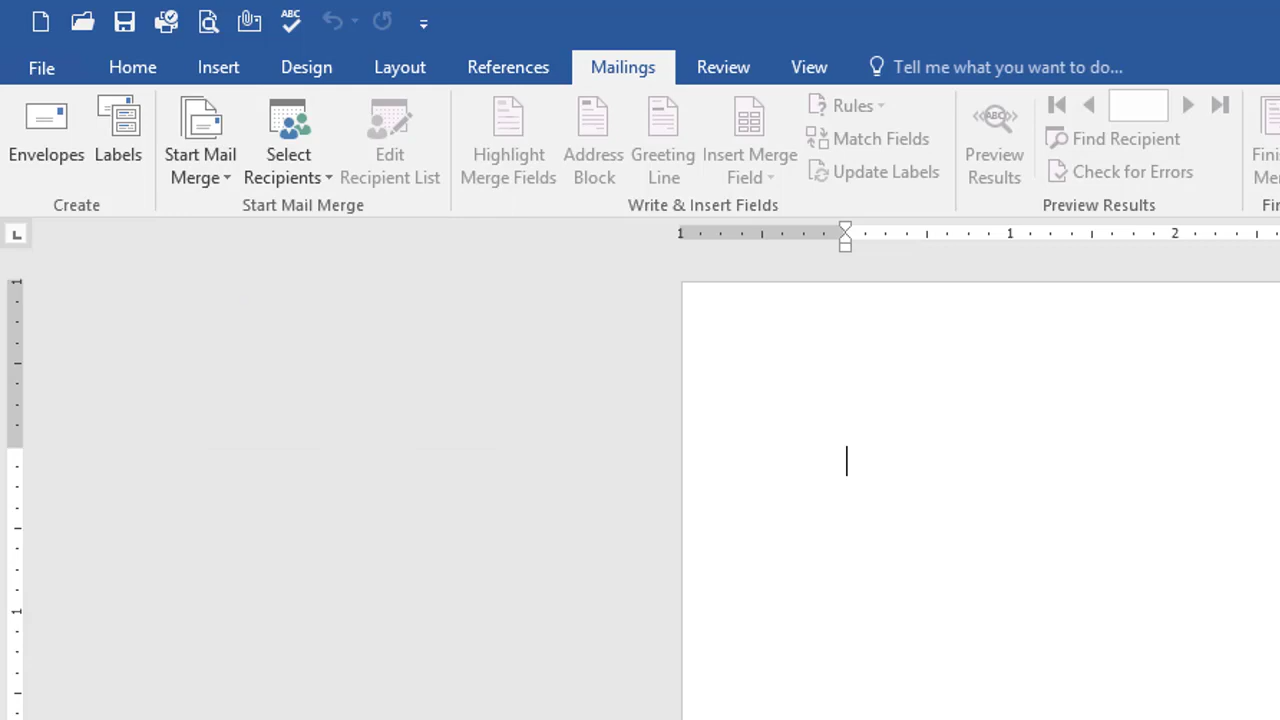 ABC
File Home Insert Design Layout References Mailings Review View Tell me what you want to do...
Envelopes Labels Start Mail Merge Select Recipients Edit Recipient List Highlight Merge Fields Address Block Greeting Line Insert Merge Field Rules Match Fields Update Labels ABC Preview Results Find Recipient Check for Errors
Create Start Mail Merge Write & Insert Fields Preview Results
1 1 2
1
1